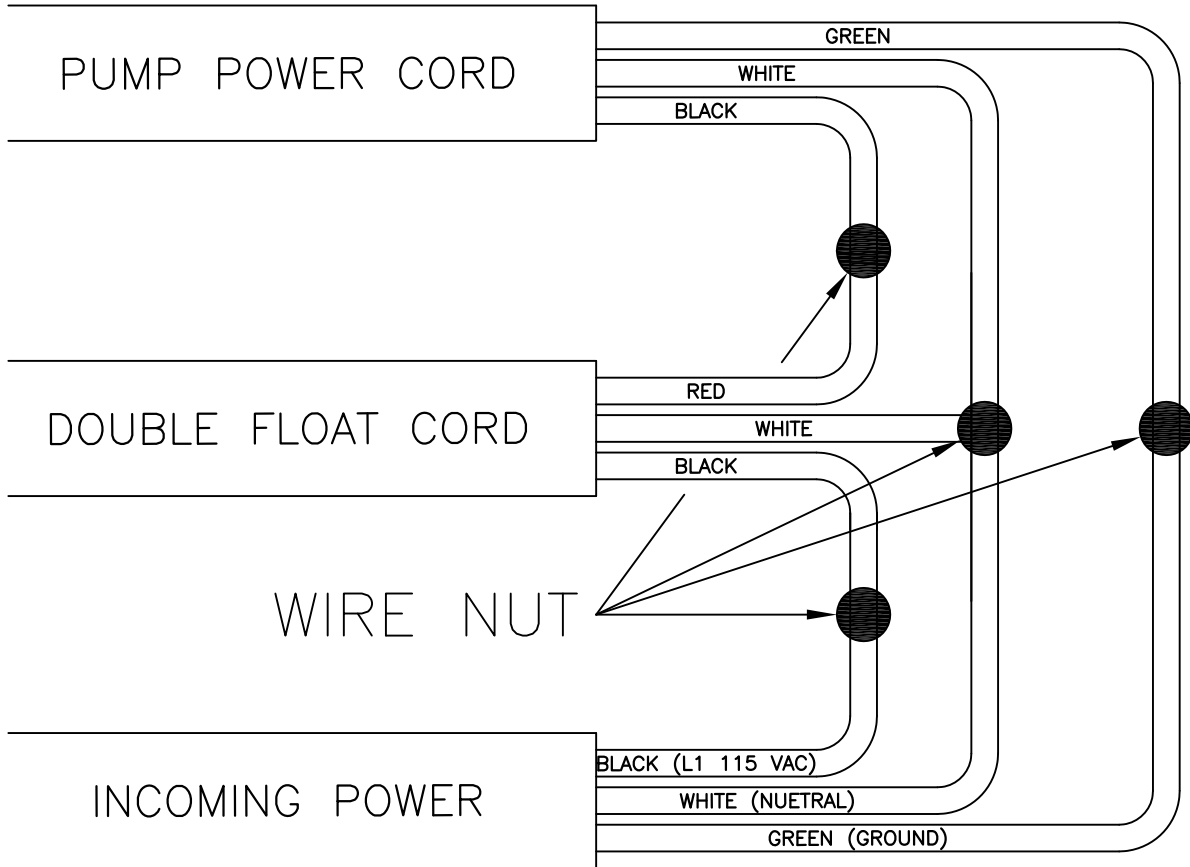 PUMP POWER CORD
GREEN
WHITE
BLACK
DOUBLE FLOAT CORD
RED
WHITE
BLACK
WIRE NUT
INCOMING POWER
BLACK (L1 115 VAC)
WHITE (NUETRAL)
GREEN (GROUND)